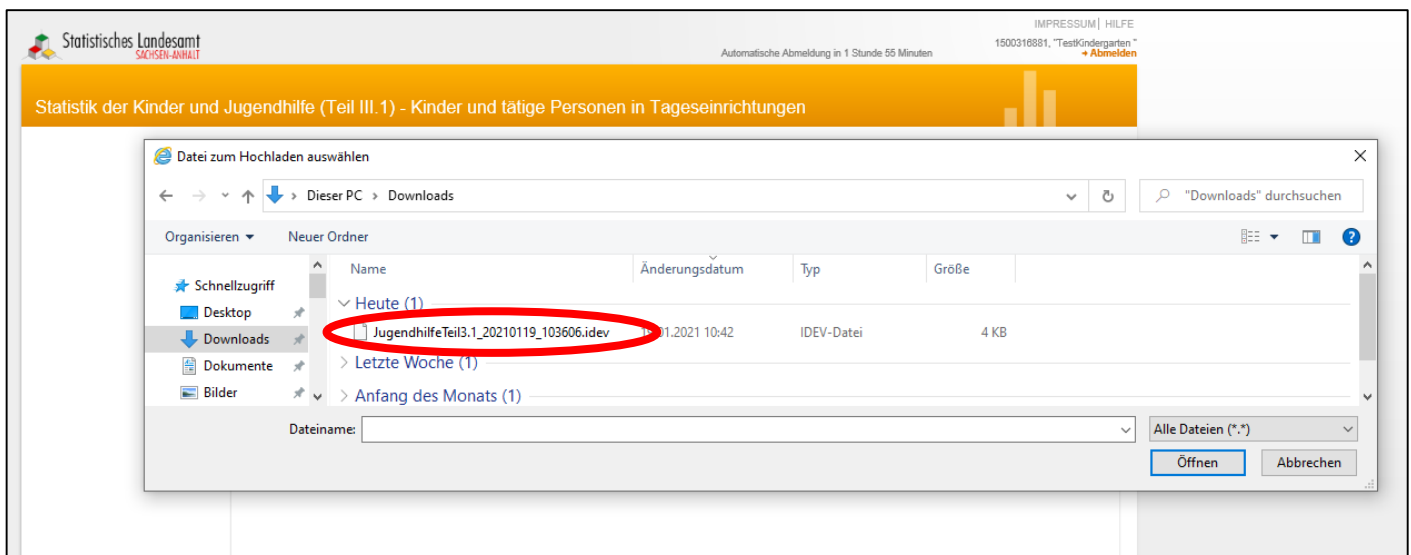 IMPRESSUM| HILFE
Statistisches Landesamt
SACHSEN-ANHALT
Automatische Abmeldung in 1 Stunde 55 Minuten
1500316881, "TestKindergarten "
Abmelden
Statistik der Kinder und Jugendhilfe (Teil III.1) - Kinder und tätige Personen in Tageseinrichtungen
Datei zum Hochladen auswählen
Dieser PC > Downloads
"Downloads" durchsuchen
Organisieren Neuer Ordner
Name Änderungsdatum Typ Größe
Schnellzugriff
Desktop
Downloads
Dokumente
Bilder
Heute (1)
JugendhilfeTeil3.1_20210119_103606.idev .01.2021 10:42 IDEV-Datei 4 KB
Letzte Woche (1)
Anfang des Monats (1)
Dateiname:
Alle Dateien (*.*)
Öffnen Abbrechen